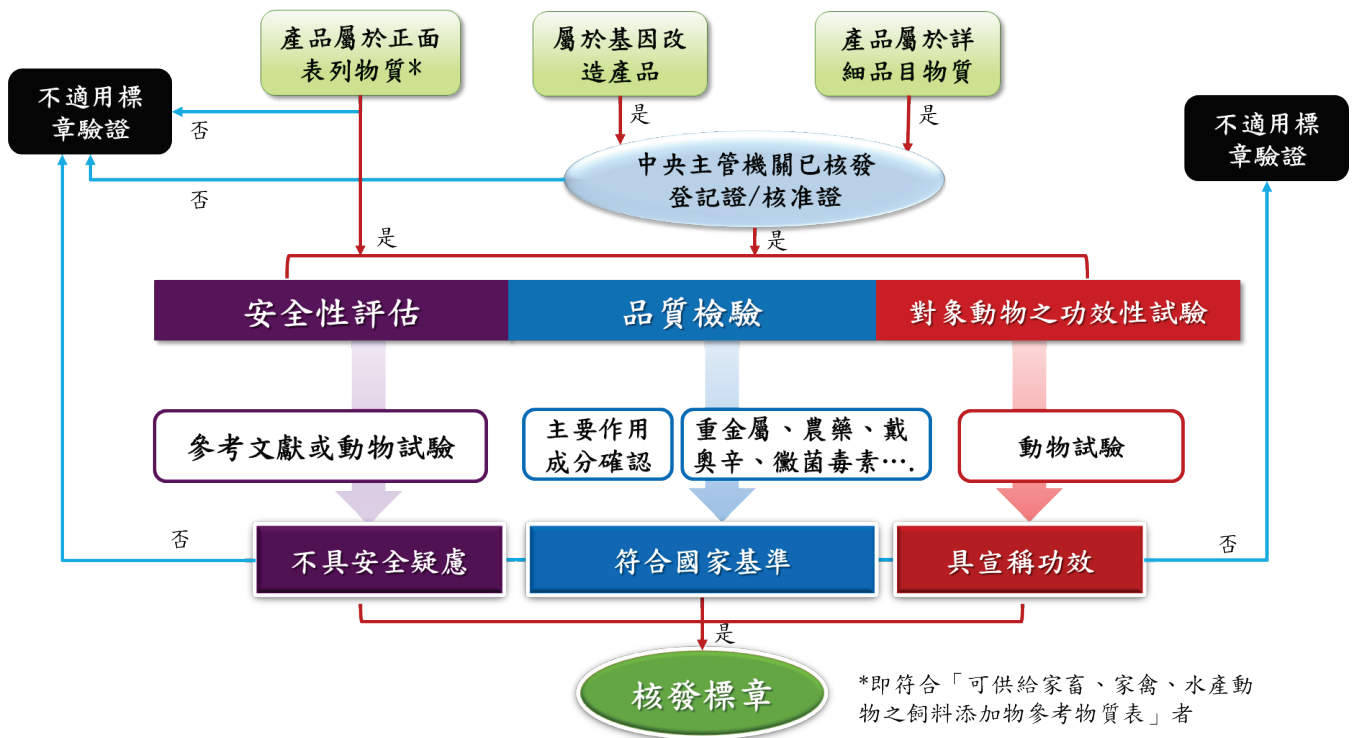 產品屬於正面
表列物質*
屬於基因改
造產品
產品屬於詳
細品目物質
不適用標
章驗證
否
是
是
不適用標
章驗證
中央主管機關已核發
登記證/核准證
否
是
是
安全性評估
品質檢驗
對象動物之功效性試驗
參考文獻或動物試驗
主要作用
成分確認
重金屬、農藥、戴
奧辛、黴菌毒素….
動物試驗
否
不具安全疑慮
符合國家基準
具宣稱功效
否
是
核發標章
*即符合「可供給家畜、家禽、水產動
物之飼料添加物參考物質表」者